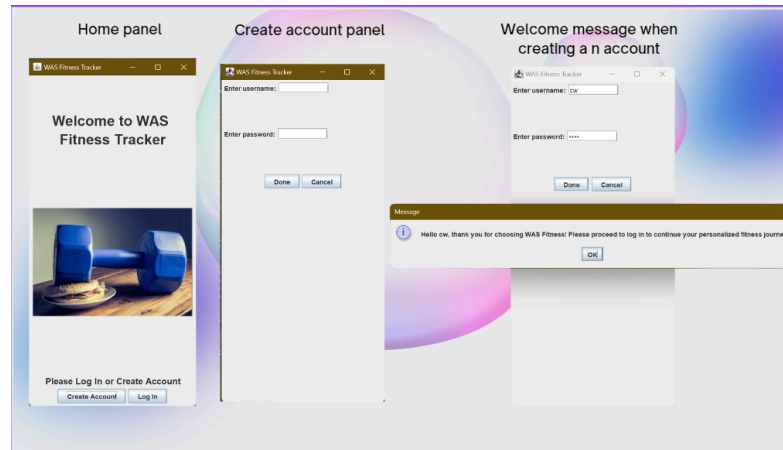 Home panel
WAS Fitness Tracker
Welcome to WAS
Fitness Tracker
Please Log In or Create Account
Create Account Log In
Create account panel
WAS Fitness Tracker
Enter username:
Enter password:
Done Cancel
Welcome message when
creating a n account
WAS Fitness Tracker
Enter username: cw
Enter password: ••••
Done Cancel
Message
Hello cw, thank you for choosing WAS Fitness! Please proceed to log in to continue your personalized fitness journe
OK